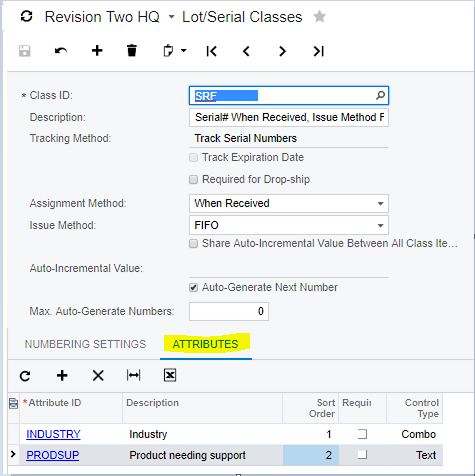 Revision Two HQ Lot/Serial Classes
* Class ID: SRF
Description: Serial# When Received, Issue Method F
Tracking Method: Track Serial Numbers
Track Expiration Date
Required for Drop-ship
Assignment Method: When Received
Issue Method: FIFO
Share Auto-Incremental Value Between All Class Ite...
Auto-Incremental Value:
Auto-Generate Next Number
Max. Auto-Generate Numbers: 0
NUMBERING SETTINGS ATTRIBUTES
*Attribute ID Description Sort Order Requir Control Type
INDUSTRY Industry 1 Combo
PRODSUP Product needing support 2 Text